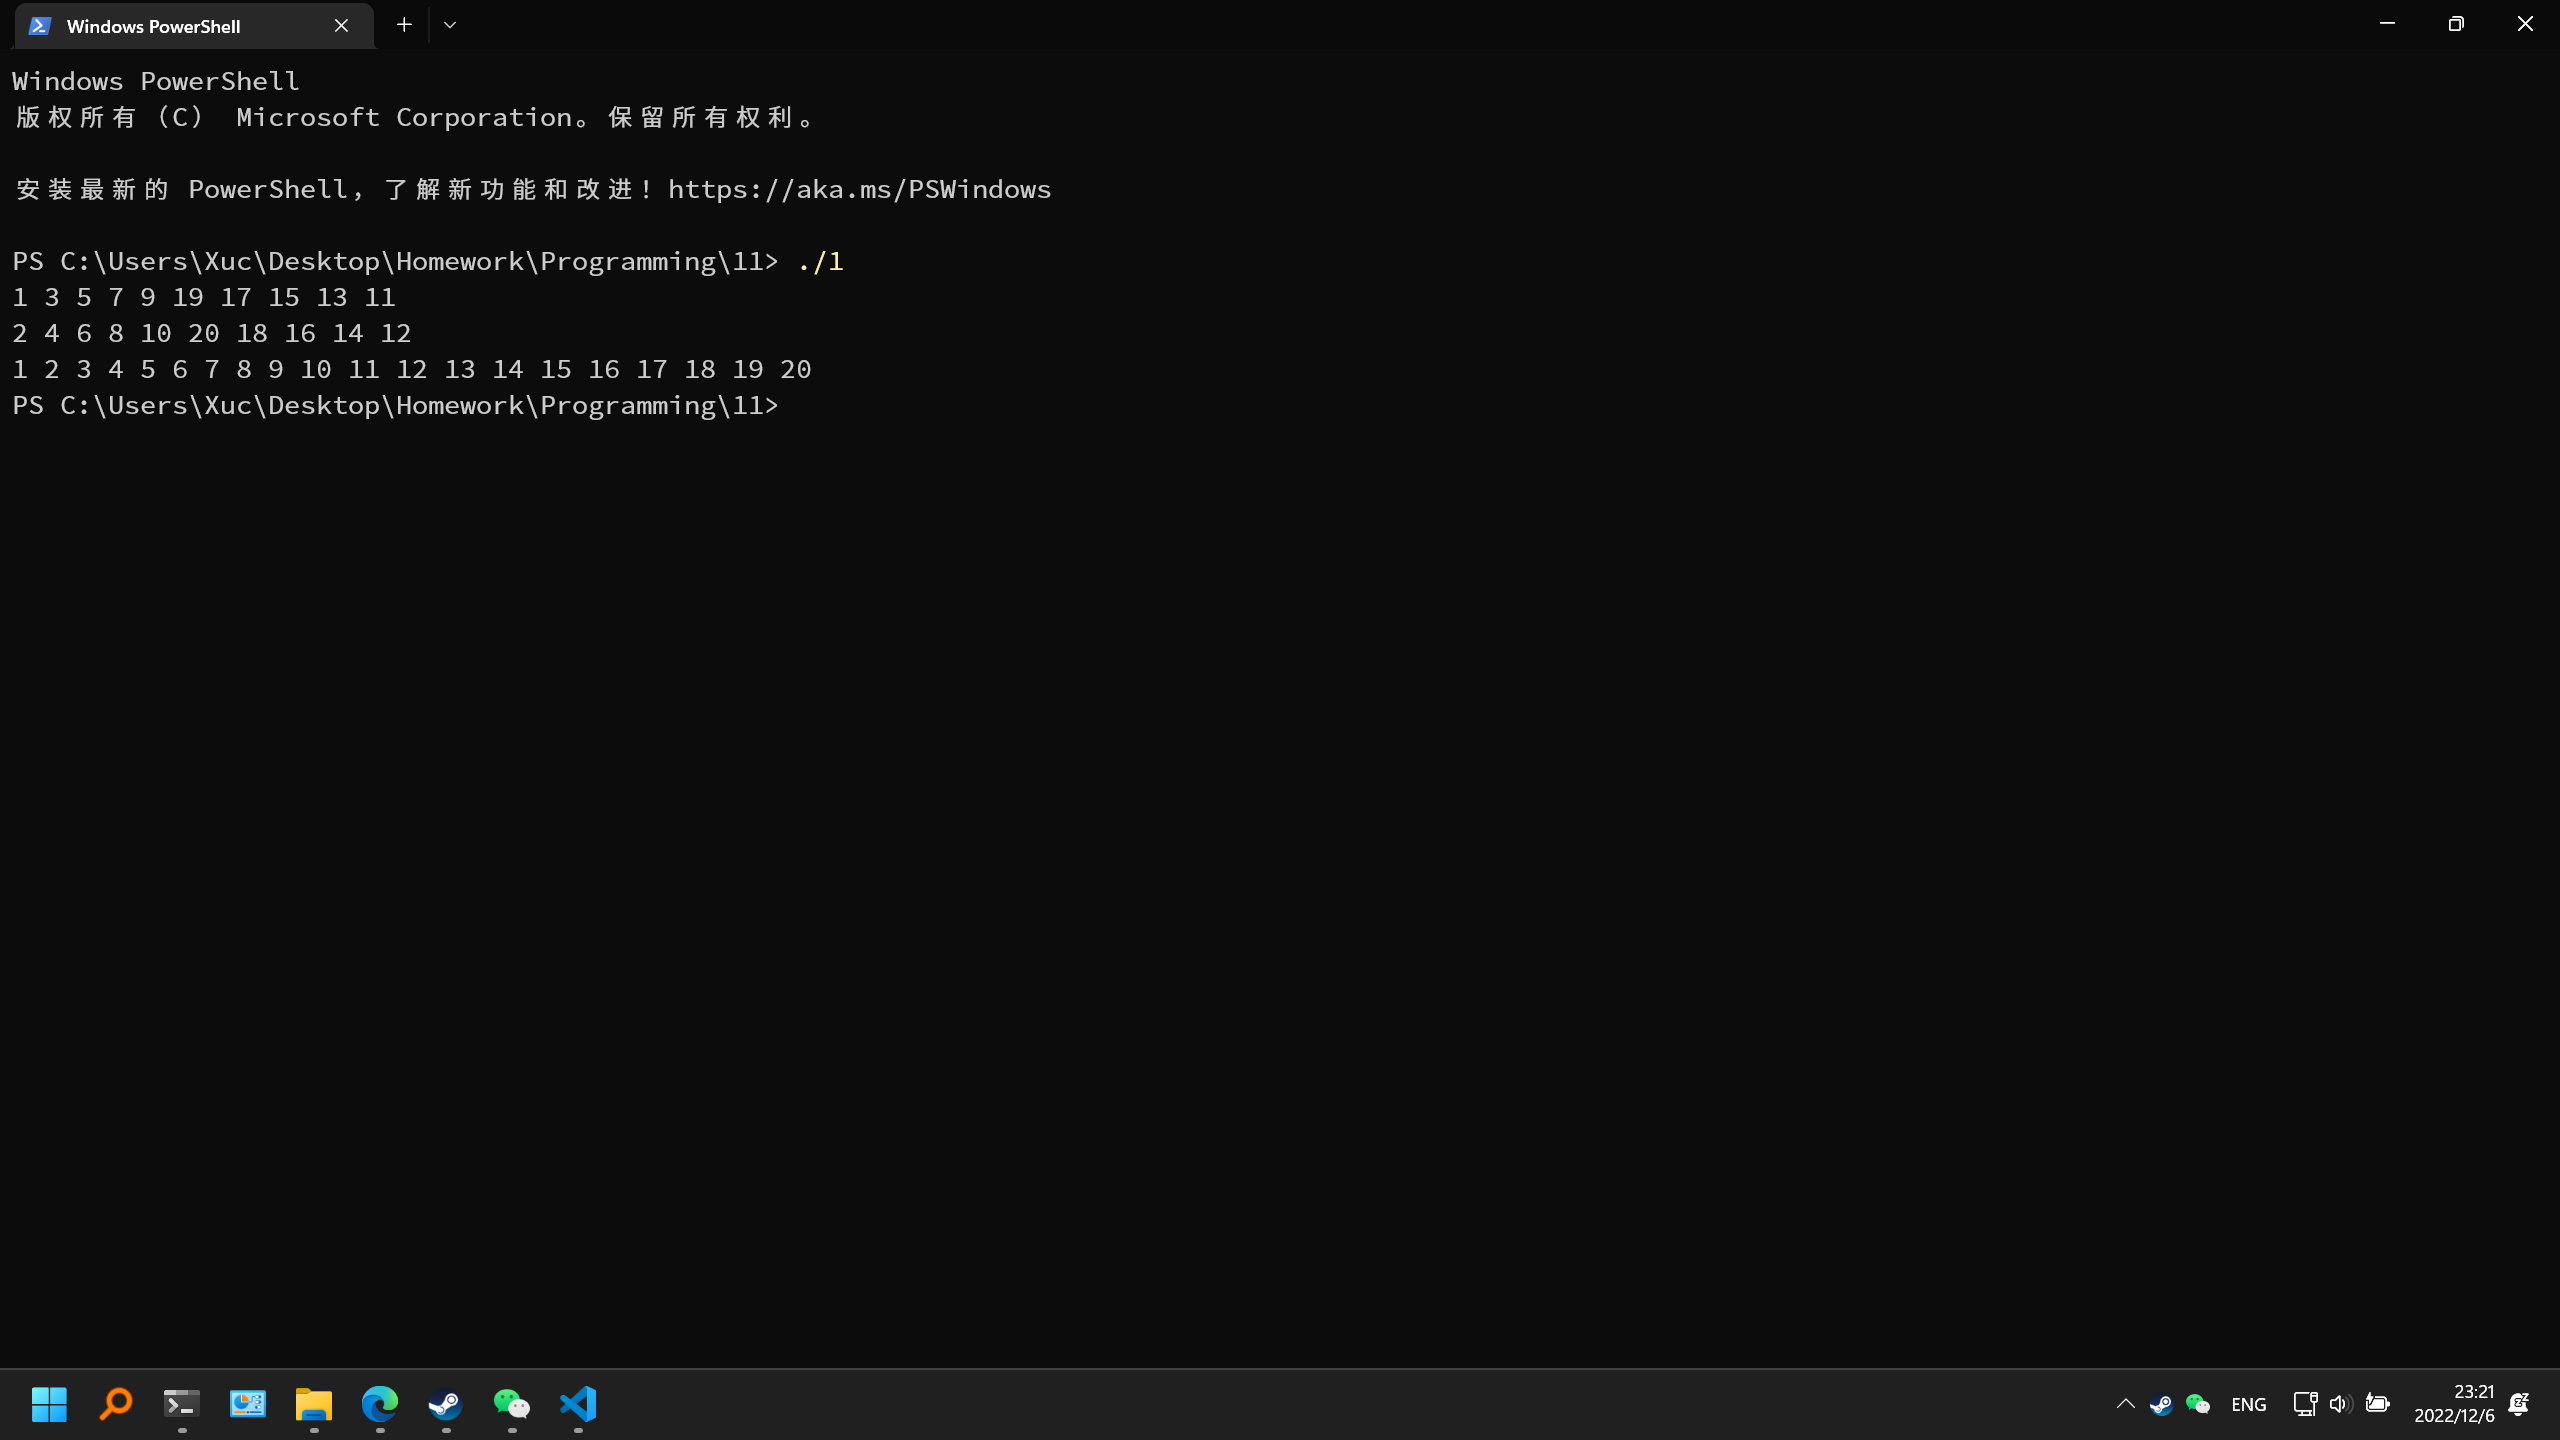 Windows PowerShell
Windows PowerShell
版权所有（C） Microsoft Corporation。保留所有权利。
安装最新的 PowerShell，了解新功能和改进！https://aka.ms/PSWindows
PS C:\Users\Xuc\Desktop\Homework\Programming\11> ./1
1 3 5 7 9 19 17 15 13 11
2 4 6 8 10 20 18 16 14 12
1 2 3 4 5 6 7 8 9 10 11 12 13 14 15 16 17 18 19 20
PS C:\Users\Xuc\Desktop\Homework\Programming\11>
ENG
23:21
2022/12/6